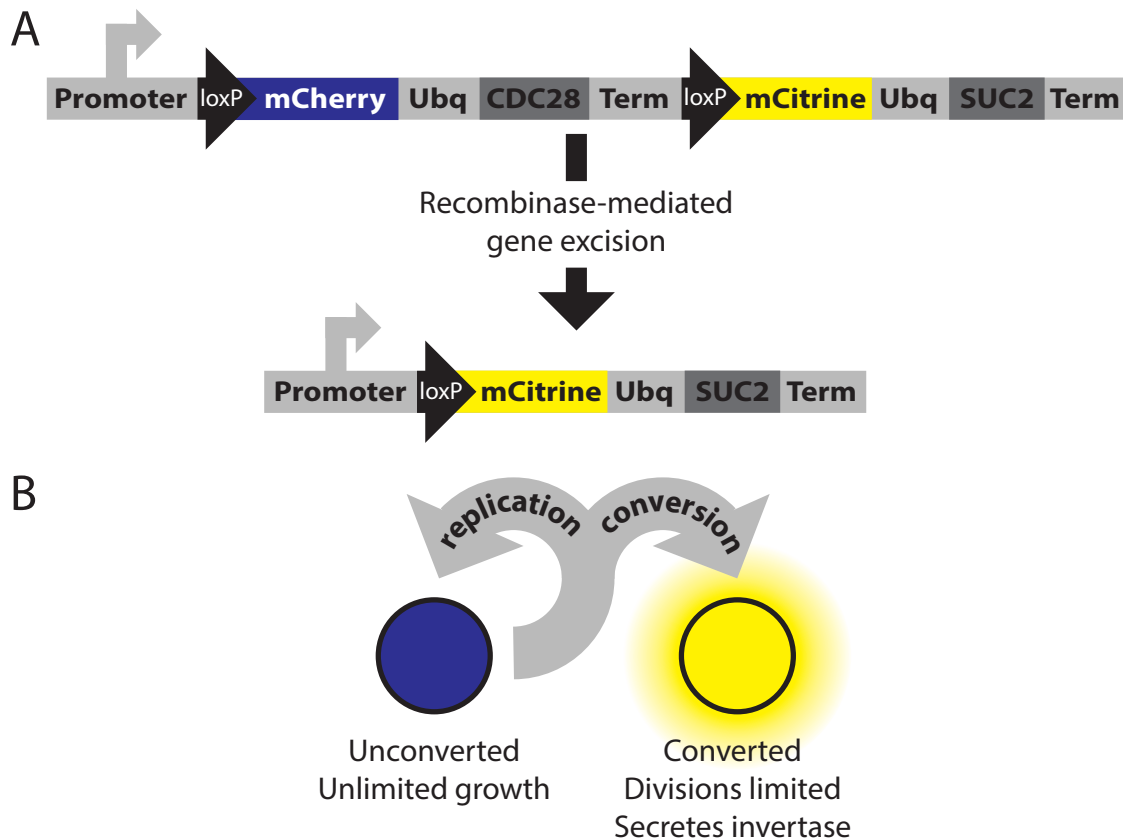 A
Promoter loxP mCherry Ubq CDC28 Term loxP mCitrine Ubq SUC2 Term
Recombinase-mediated
gene excision
Promoter loxP mCitrine Ubq SUC2 Term
B
replication conversion
Unconverted
Unlimited growth
Converted
Divisions limited
Secretes invertase